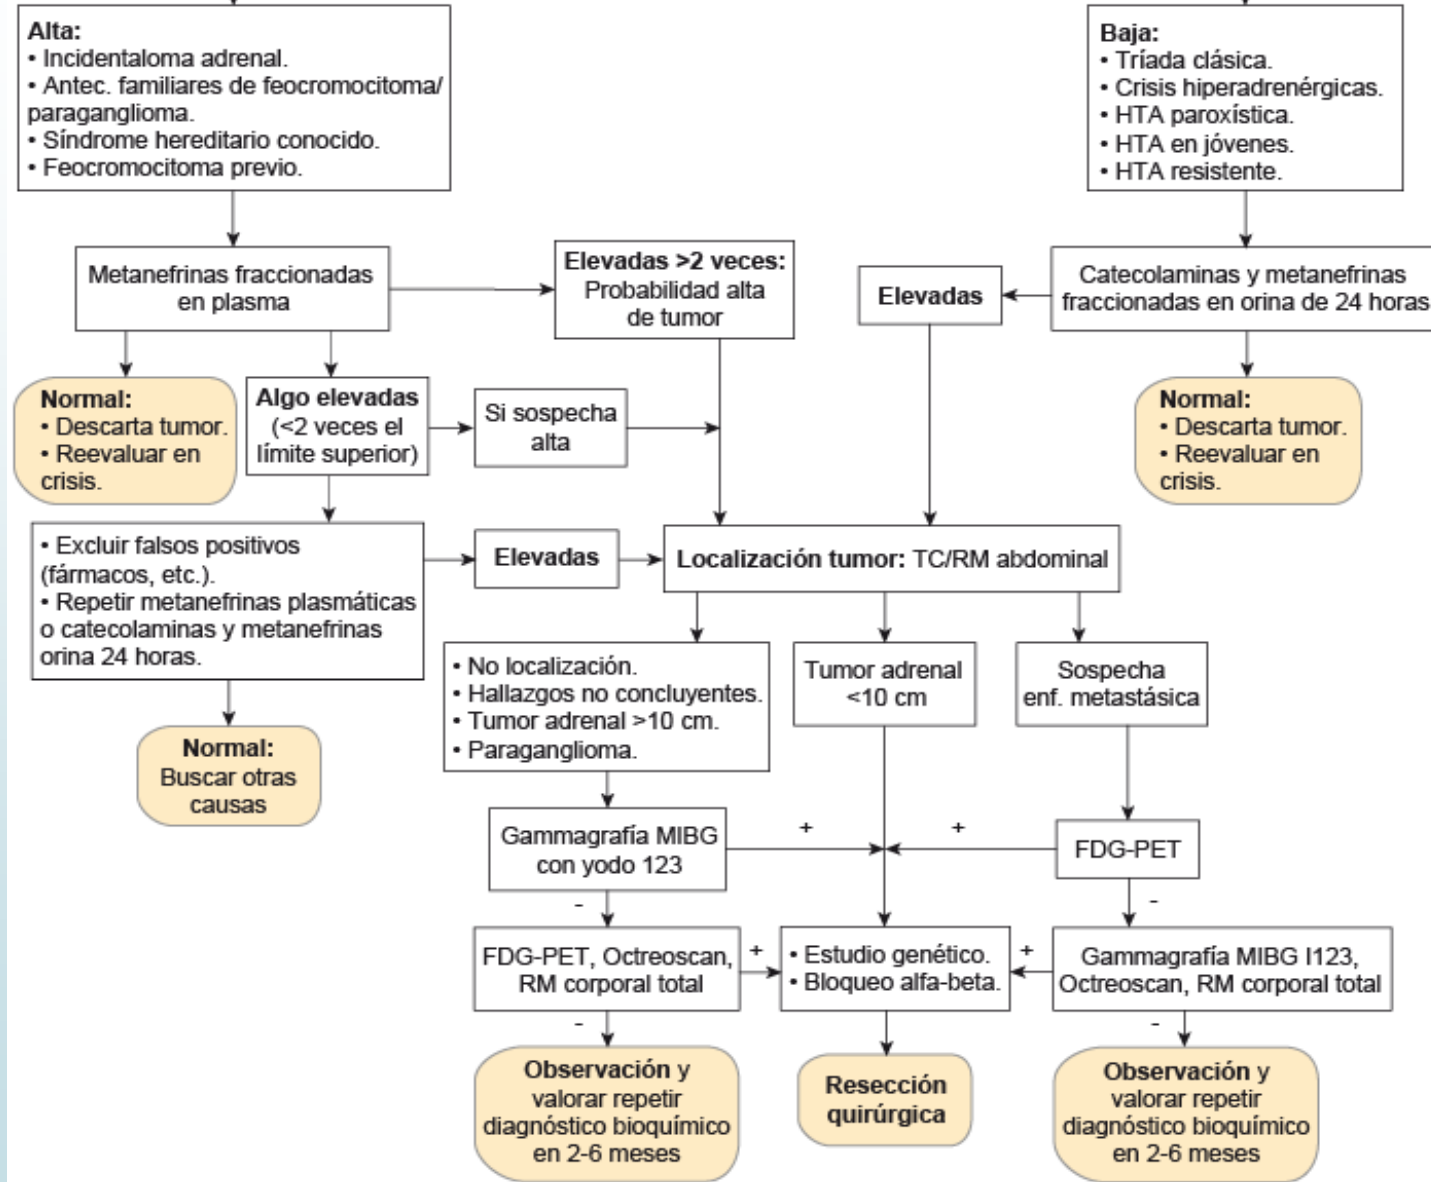 Alta:
• Incidentaloma adrenal.
• Antec. familiares de feocromocitoma/
paraganglioma.
• Síndrome hereditario conocido.
• Feocromocitoma previo.
Baja:
• Tríada clásica.
• Crisis hiperadrenérgicas.
• HTA paroxística.
• HTA en jóvenes.
• HTA resistente.
Metanefrinas fraccionadas
en plasma
Elevadas >2 veces:
Probabilidad alta
de tumor
Elevadas
Catecolaminas y metanefrinas
fraccionadas en orina de 24 horas
Normal:
• Descarta tumor.
• Reevaluar en
crisis.
Algo elevadas
(<2 veces el
límite superior)
Si sospecha
alta
Normal:
• Descarta tumor.
• Reevaluar en
crisis.
• Excluir falsos positivos
(fármacos, etc.).
• Repetir metanefrinas plasmáticas
o catecolaminas y metanefrinas
orina 24 horas.
Elevadas
Localización tumor: TC/RM abdominal
Normal:
Buscar otras
causas
• No localización.
• Hallazgos no concluyentes.
• Tumor adrenal >10 cm.
• Paraganglioma.
Tumor adrenal
<10 cm
Sospecha
enf. metastásica
Gammagrafía MIBG
con yodo 123
+
+
FDG-PET
-
-
FDG-PET, Octreoscan,
RM corporal total
+
• Estudio genético.
• Bloqueo alfa-beta.
+
Gammagrafía MIBG I123,
Octreoscan, RM corporal total
-
-
Observación y
valorar repetir
diagnóstico bioquímico
en 2-6 meses
Resección
quirúrgica
Observación y
valorar repetir
diagnóstico bioquímico
en 2-6 meses